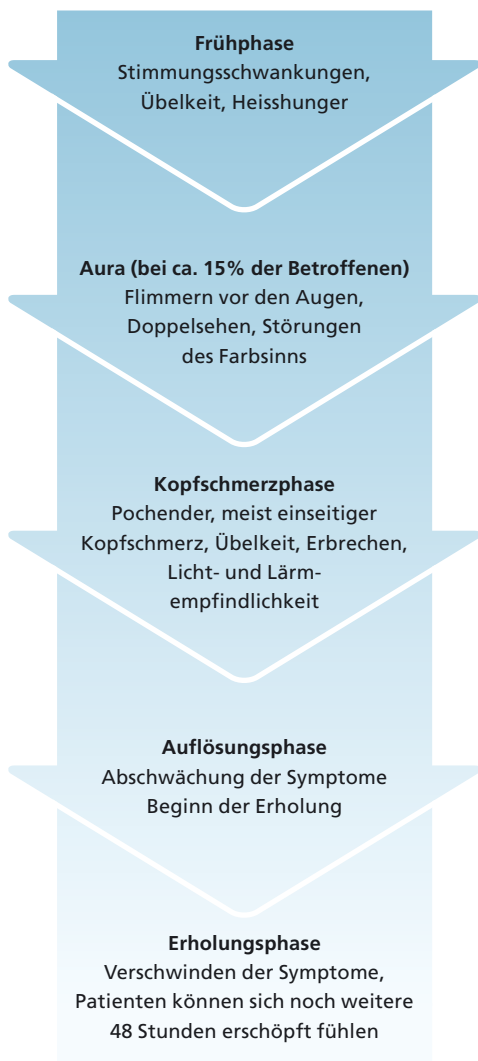 Frühphase
Stimmungsschwankungen,
Übelkeit, Heisshunger
Aura (bei ca. 15% der Betroffenen)
Flimmern vor den Augen,
Doppelsehen, Störungen
des Farbsinns
Kopfschmerzphase
Pochender, meist einseitiger
Kopfschmerz, Übelkeit, Erbrechen,
Licht- und Lärm-
empfindlichkeit
Auflösungsphase
Abschwächung der Symptome
Beginn der Erholung
Erholungsphase
Verschwinden der Symptome,
Patienten können sich noch weitere
48 Stunden erschöpft fühlen